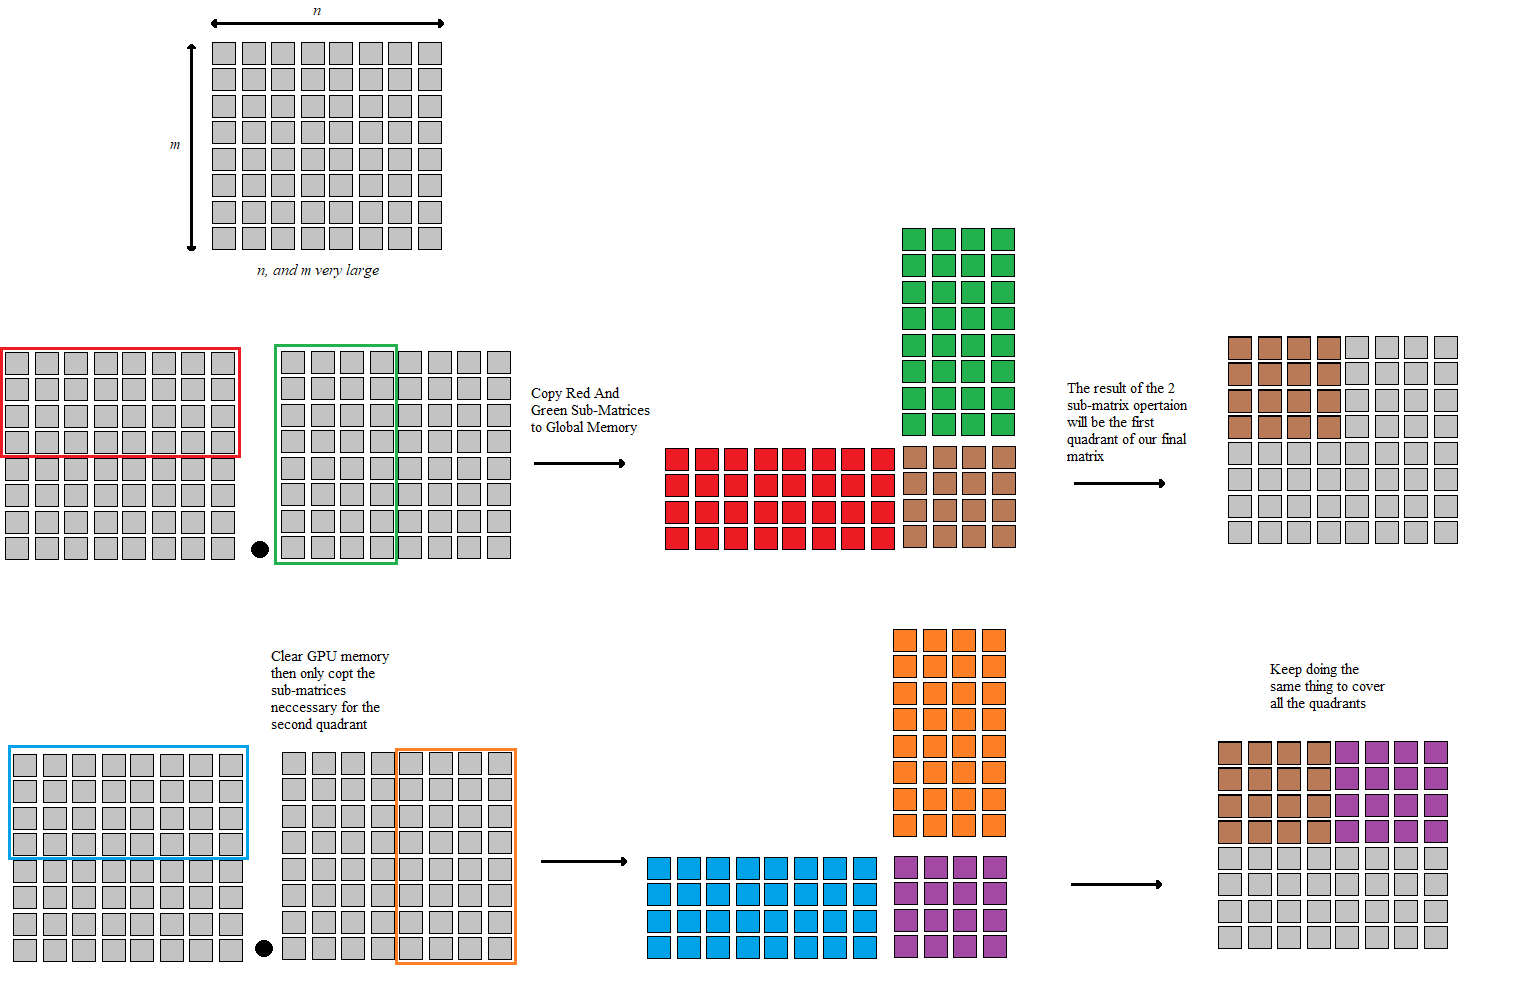 n
m
n, and m very large
Copy Red And
Green Sub-Matrices
to Global Memory
The result of the 2
sub-matrix opertaion
will be the first
quadrant of our final
matrix
Clear GPU memory
then only copt the
sub-matrices
neccessary for the
second quadrant
Keep doing the
same thing to cover
all the quadrants